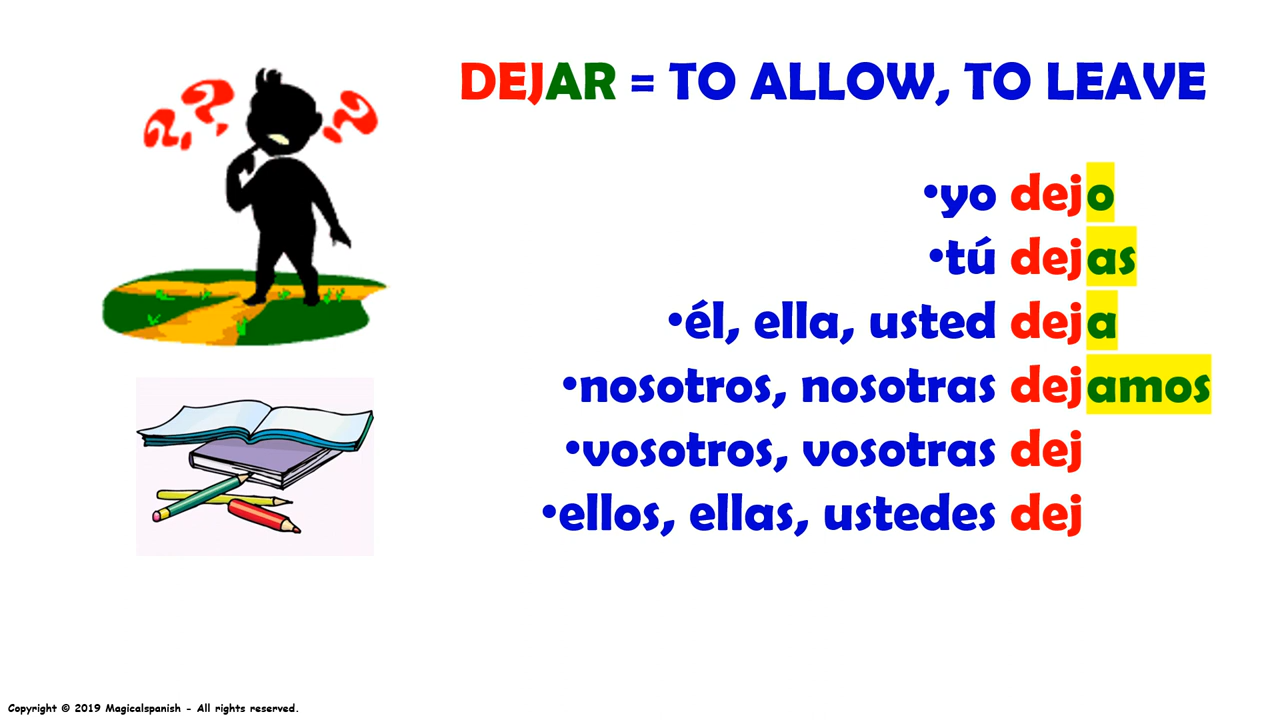 DEJAR = TO ALLOW, TO LEAVE
•yo dejo
•tú dejas
•él, ella, usted deja
•nosotros, nosotras dejamos
•vosotros, vosotras dej
•ellos, ellas, ustedes dej
Copyright © 2019 Magicalspanish - All rights reserved.